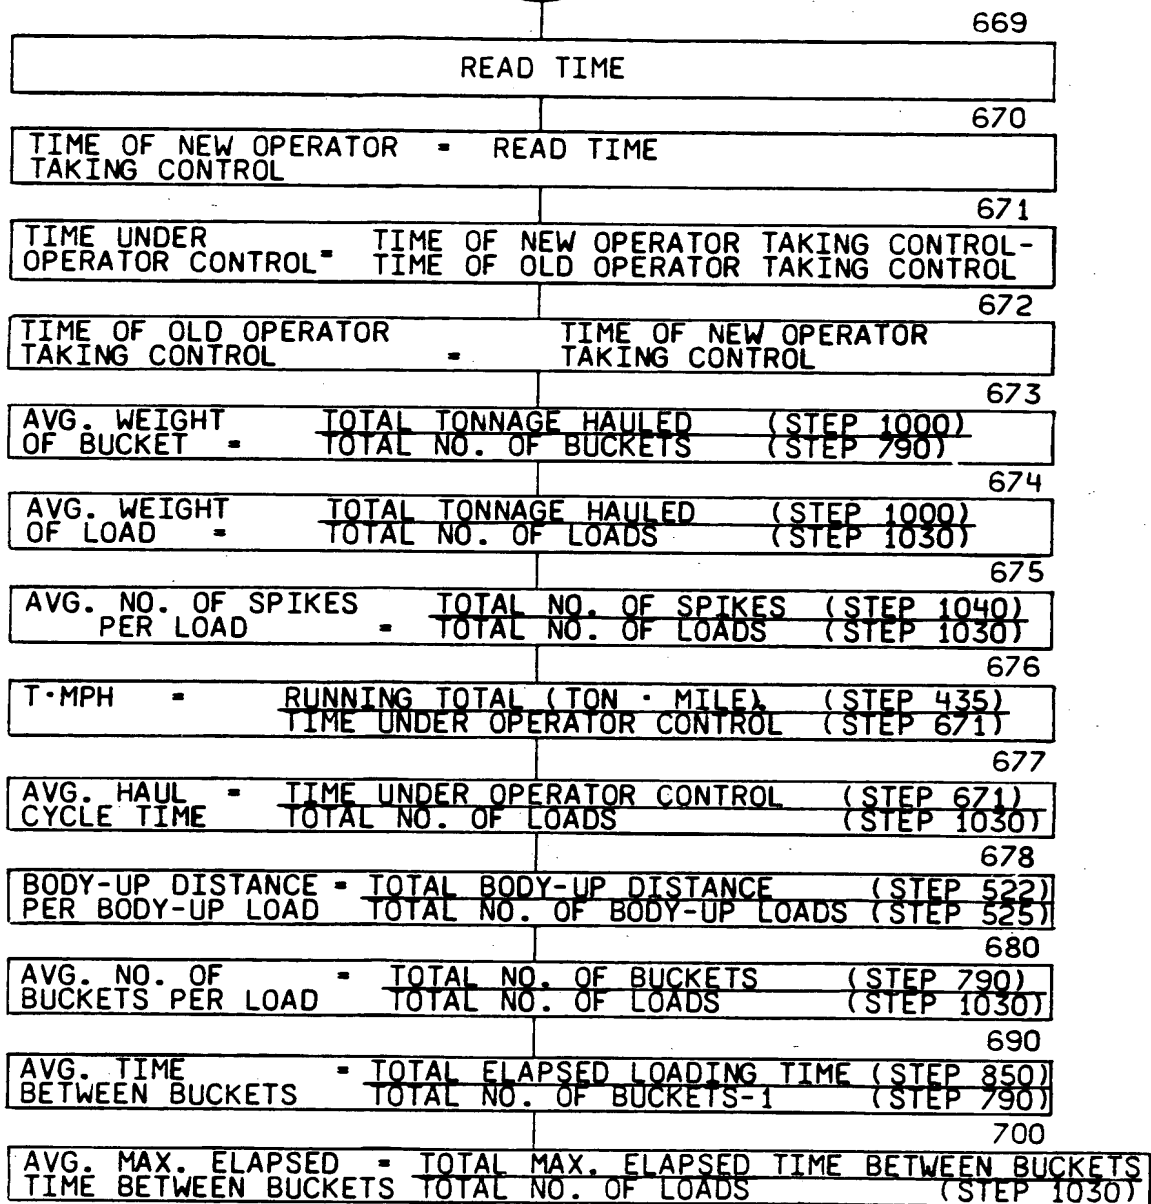 669
READ TIME
670
TIME OF NEW OPERATOR = READ TIME
TAKING CONTROL
671
TIME UNDER TIME OF NEW OPERATOR TAKING CONTROL-
OPERATOR CONTROL= TIME OF OLD OPERATOR TAKING CONTROL
672
TIME OF OLD OPERATOR TIME OF NEW OPERATOR
TAKING CONTROL = TAKING CONTROL
673
AVG. WEIGHT TOTAL TONNAGE HAULED (STEP 1000)
OF BUCKET = TOTAL NO. OF BUCKETS (STEP 790)
674
AVG. WEIGHT TOTAL TONNAGE HAULED (STEP 1000)
OF LOAD = TOTAL NO. OF LOADS (STEP 1030)
675
AVG. NO. OF SPIKES TOTAL NO. OF SPIKES (STEP 1040)
PER LOAD = TOTAL NO. OF LOADS (STEP 1030)
676
T·MPH = RUNNING TOTAL (TON · MILE) (STEP 435)
TIME UNDER OPERATOR CONTROL (STEP 671)
677
AVG. HAUL = TIME UNDER OPERATOR CONTROL (STEP 671)
CYCLE TIME TOTAL NO. OF LOADS (STEP 1030)
678
BODY-UP DISTANCE = TOTAL BODY-UP DISTANCE (STEP 522)
PER BODY-UP LOAD TOTAL NO. OF BODY-UP LOADS (STEP 525)
680
AVG. NO. OF = TOTAL NO. OF BUCKETS (STEP 790)
BUCKETS PER LOAD TOTAL NO. OF LOADS (STEP 1030)
690
AVG. TIME = TOTAL ELAPSED LOADING TIME (STEP 850)
BETWEEN BUCKETS TOTAL NO. OF BUCKETS-1 (STEP 790)
700
AVG. MAX. ELAPSED = TOTAL MAX. ELAPSED TIME BETWEEN BUCKETS
TIME BETWEEN BUCKETS TOTAL NO. OF LOADS (STEP 1030)